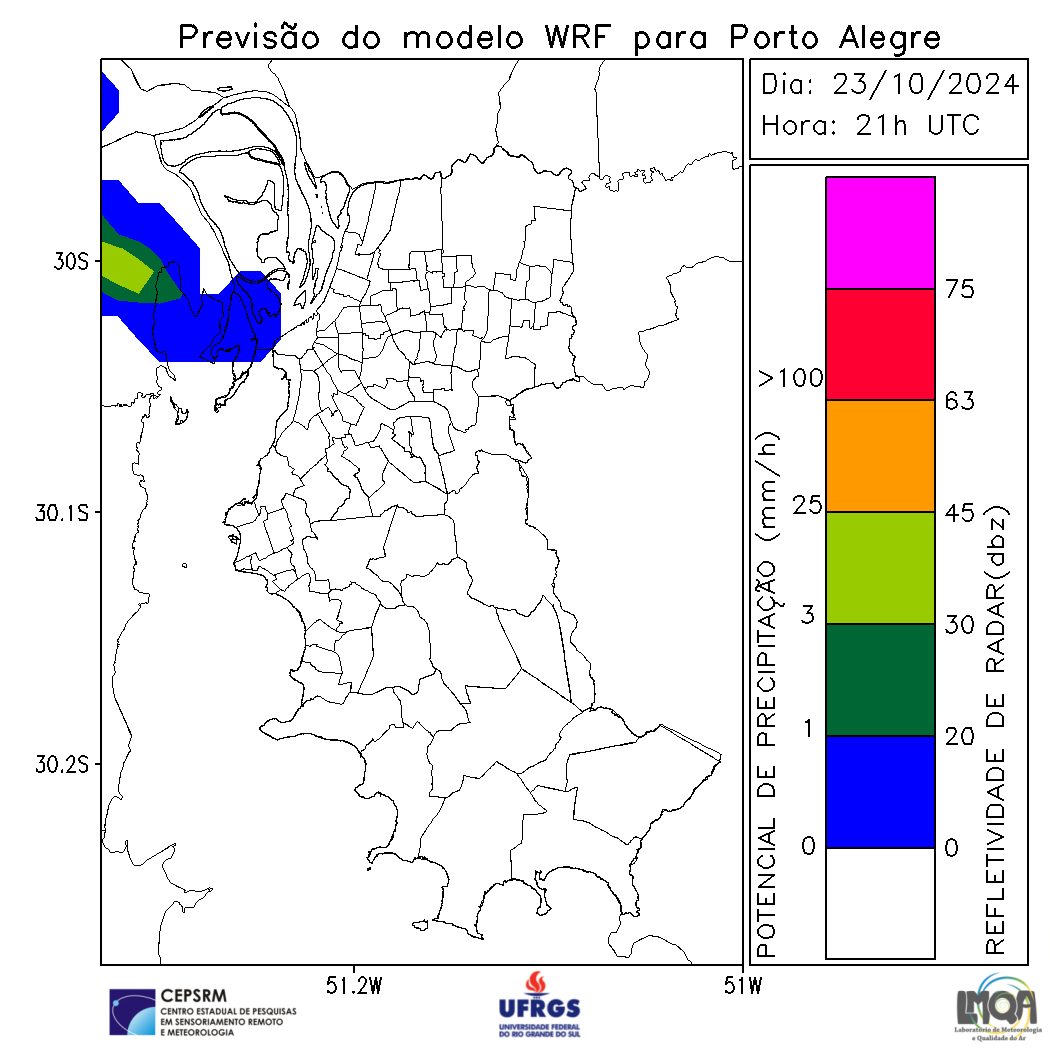 Previsão do modelo WRF para Porto Alegre
Dia: 23/10/2024
Hora: 21h UTC
30S
30.1S
30.2S
51.2W
51W
POTENCIAL DE PRECIPITAÇÃO (mm/h)
>100
25
3
1
0
75
63
45
30
20
0
REFLETIVIDADE DE RADAR(dbz)
CEPSRM
CENTRO ESTADUAL DE PESQUISAS
EM SENSORIAMENTO REMOTO
E METEOROLOGIA
UFRGS
UNIVERSIDADE FEDERAL
DO RIO GRANDE DO SUL
LMQA
Laboratório de Meteorologia
e Qualidade do Ar